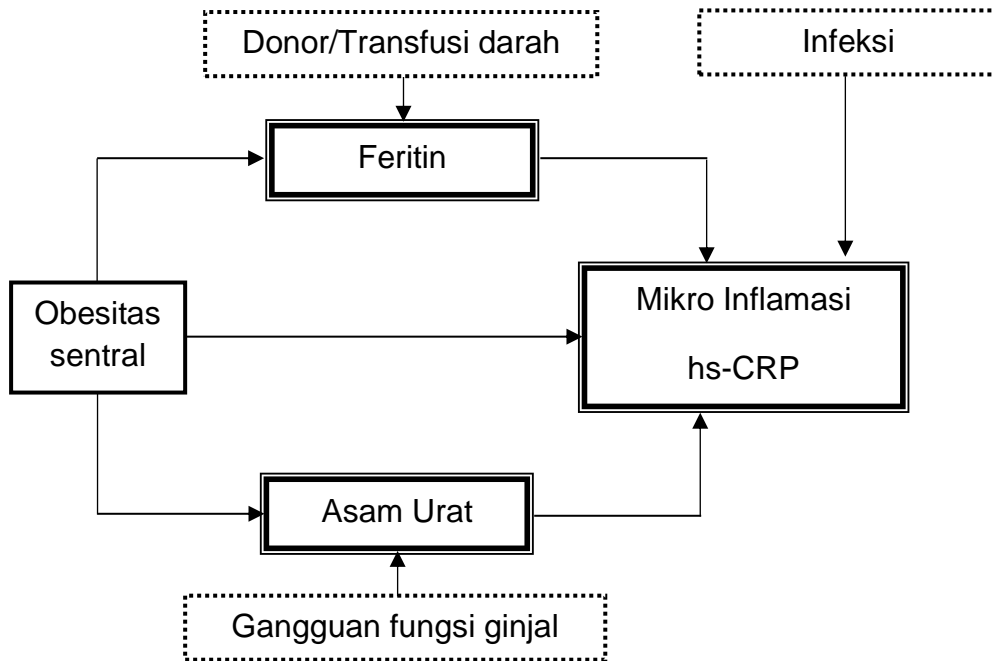 Donor/Transfusi darah
Infeksi
Feritin
Obesitas
sentral
Mikro Inflamasi
hs-CRP
Asam Urat
Gangguan fungsi ginjal